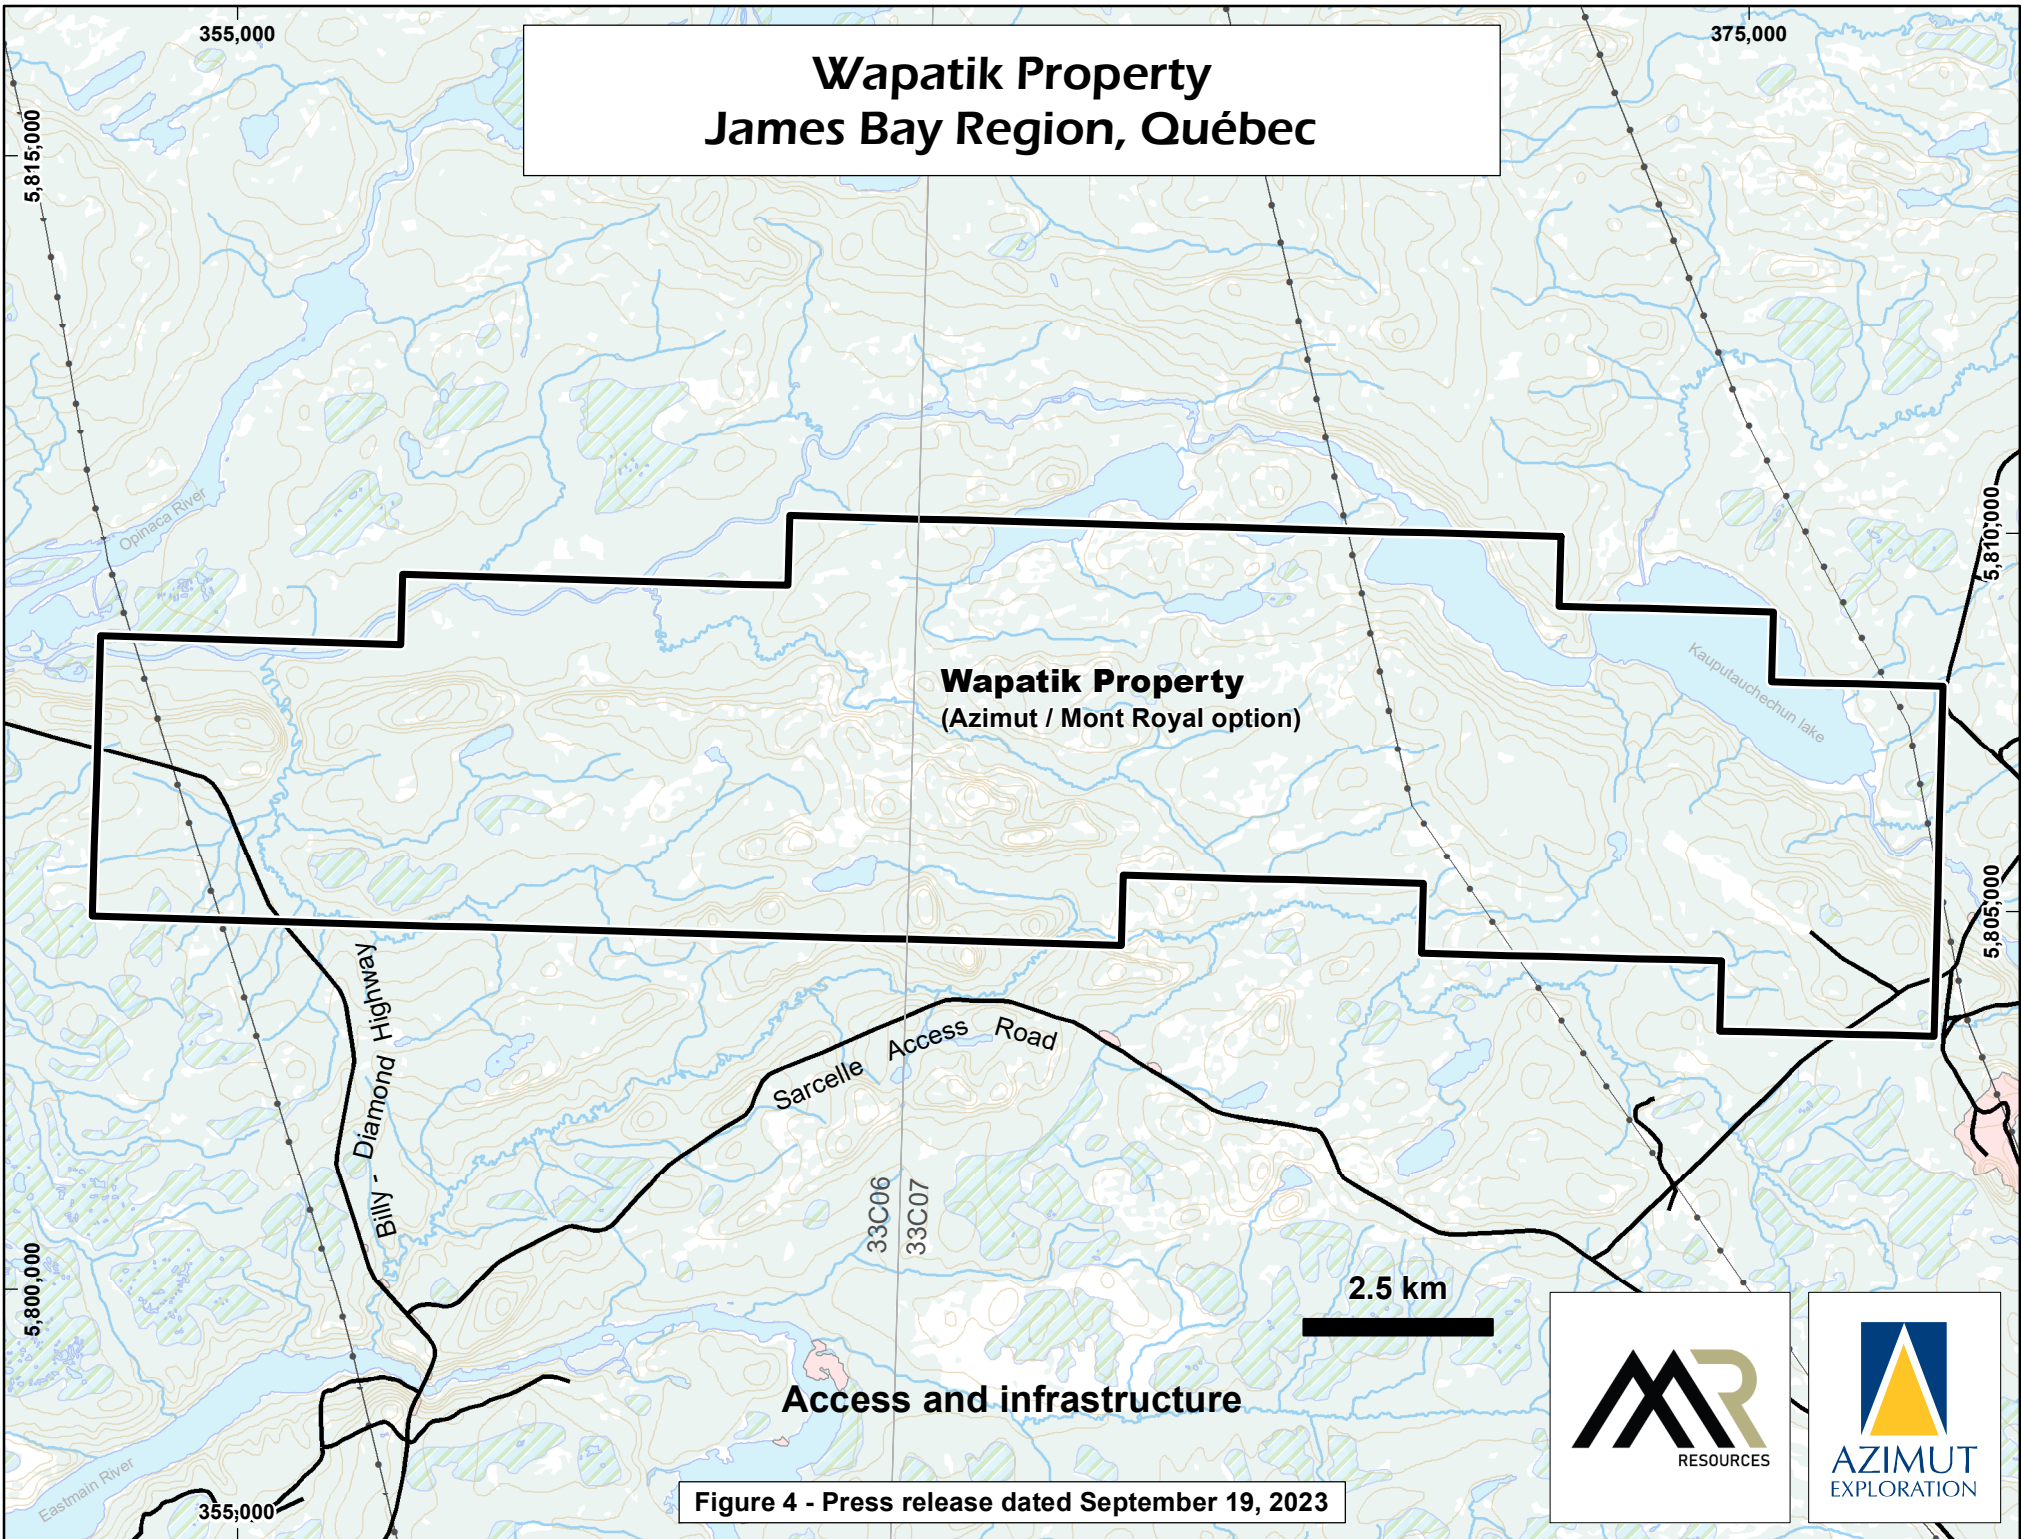 355,000
375,000
Wapatik Property
James Bay Region, Québec
5,815,000
Opinaca River
5,810,000
Kauputauchechun lake
Wapatik Property
(Azimut / Mont Royal option)
5,805,000
Billy - Diamond Highway
Sarcelle Access Road
33C06
33C07
5,800,000
2.5 km
Access and infrastructure
Eastmain River
355,000
Figure 4 - Press release dated September 19, 2023
MR
RESOURCES
AZIMUT
EXPLORATION